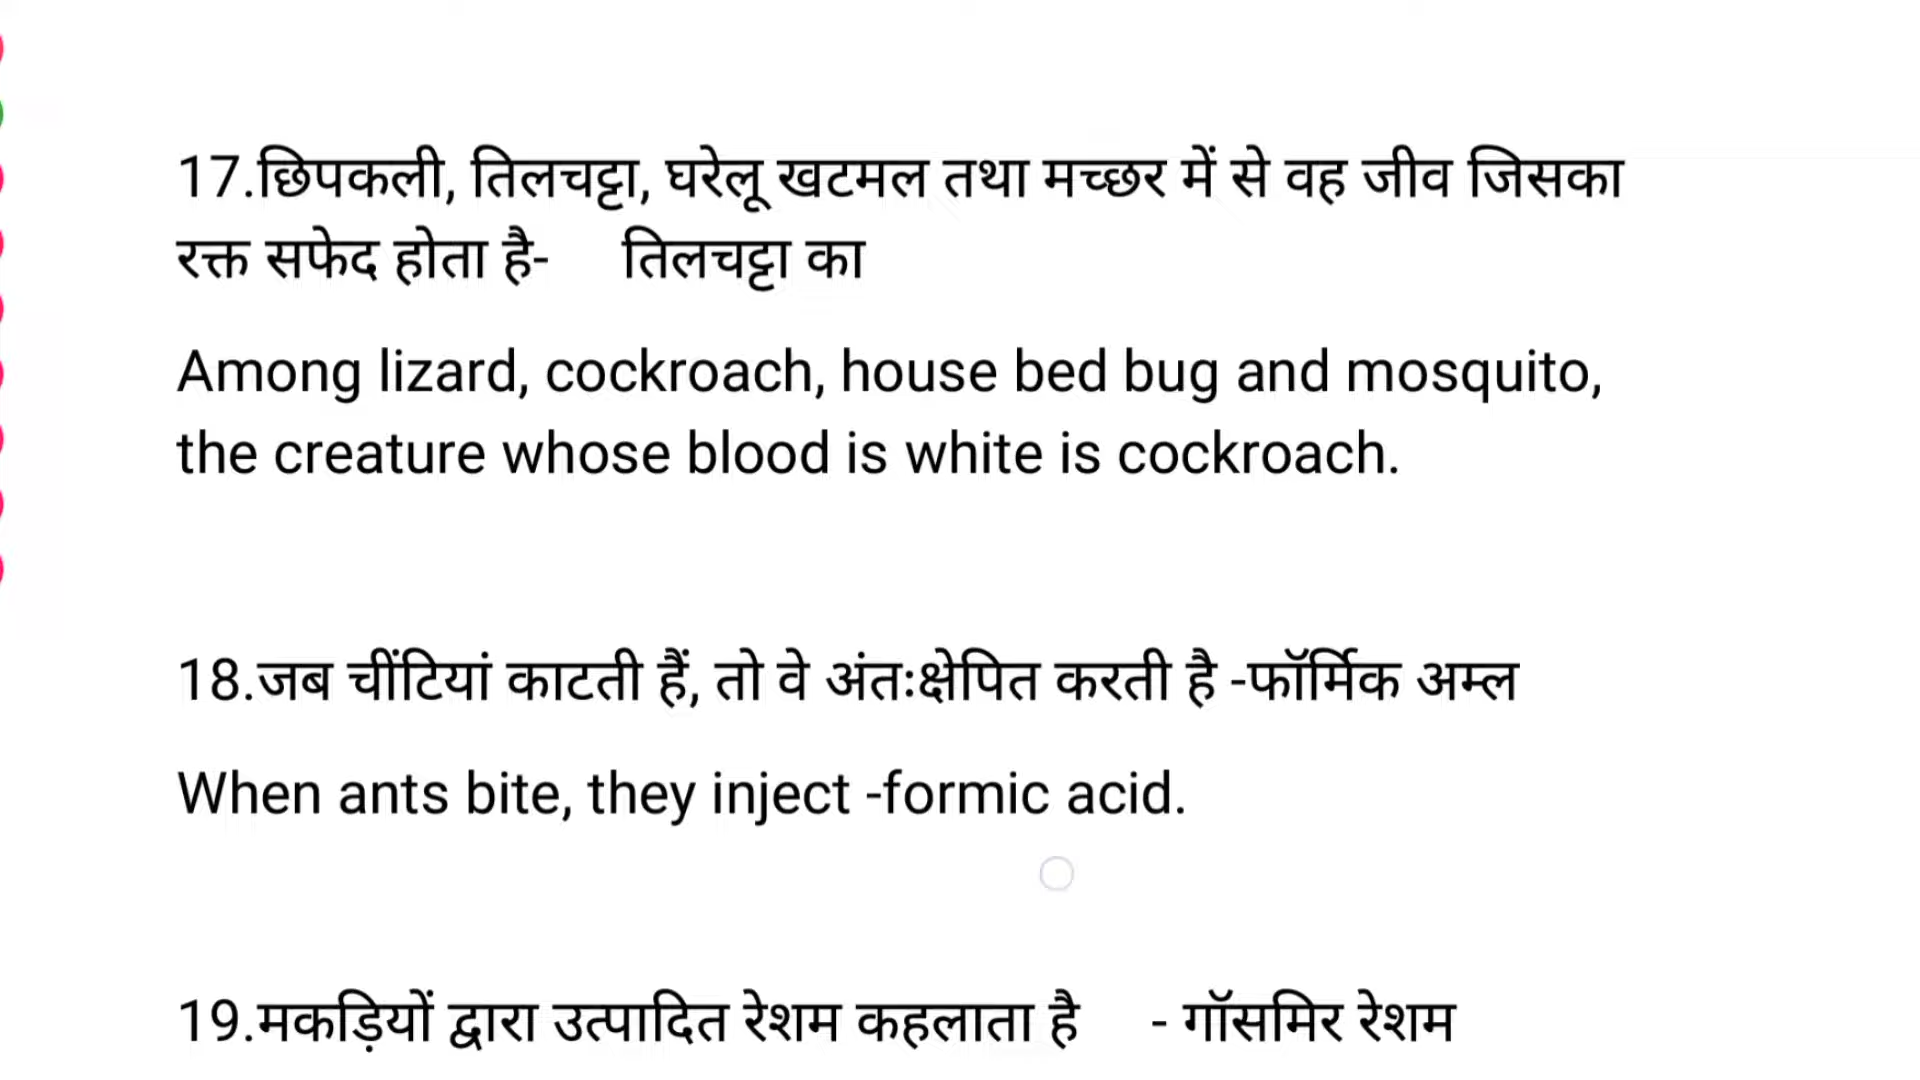 17.छिपकली, तिलचट्टा, घरेलू खटमल तथा मच्छर में से वह जीव जिसका
रक्त सफेद होता है- तिलचट्टा का
Among lizard, cockroach, house bed bug and mosquito,
the creature whose blood is white is cockroach.
18.जब चींटियां काटती हैं, तो वे अंतःक्षेपित करती है -फॉर्मिक अम्ल
When ants bite, they inject -formic acid.
19.मकड़ियों द्वारा उत्पादित रेशम कहलाता है - गॉसमिर रेशम